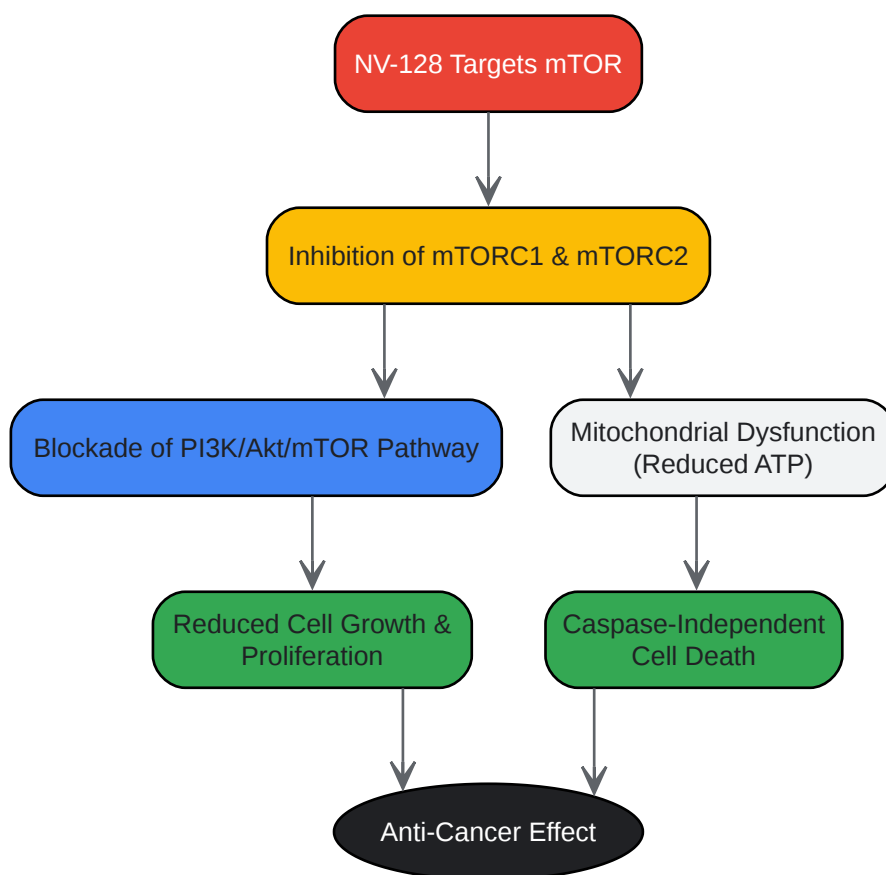 NV-128 Targets mTOR
Inhibition of mTORC1 & mTORC2
Blockade of PI3K/Akt/mTOR Pathway
Mitochondrial Dysfunction
(Reduced ATP)
Reduced Cell Growth &
Proliferation
Caspase-Independent
Cell Death
Anti-Cancer Effect